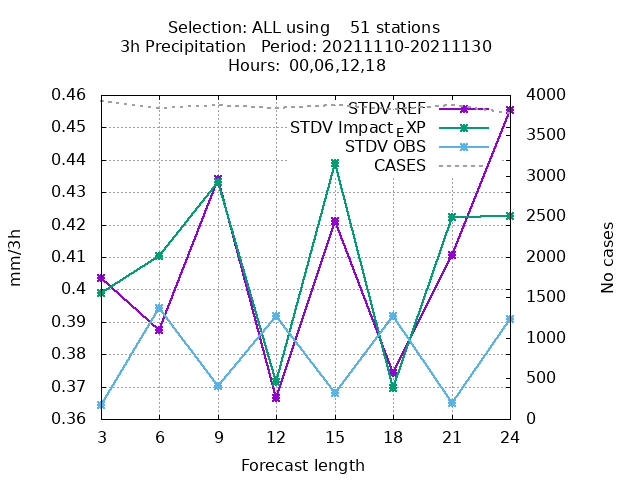 Selection: ALL using    51 stations
3h Precipitation   Period: 20211110-20211130
Hours:  00,06,12,18
0.46
0.45
0.44
0.43
0.42
0.41
0.4
0.39
0.38
0.37
0.36
4000
3500
3000
2500
2000
1500
1000
500
0
STDV REF
STDV Impact_EXP
STDV OBS
CASES
mm/3h
No cases
3 6 9 12 15 18 21 24
Forecast length